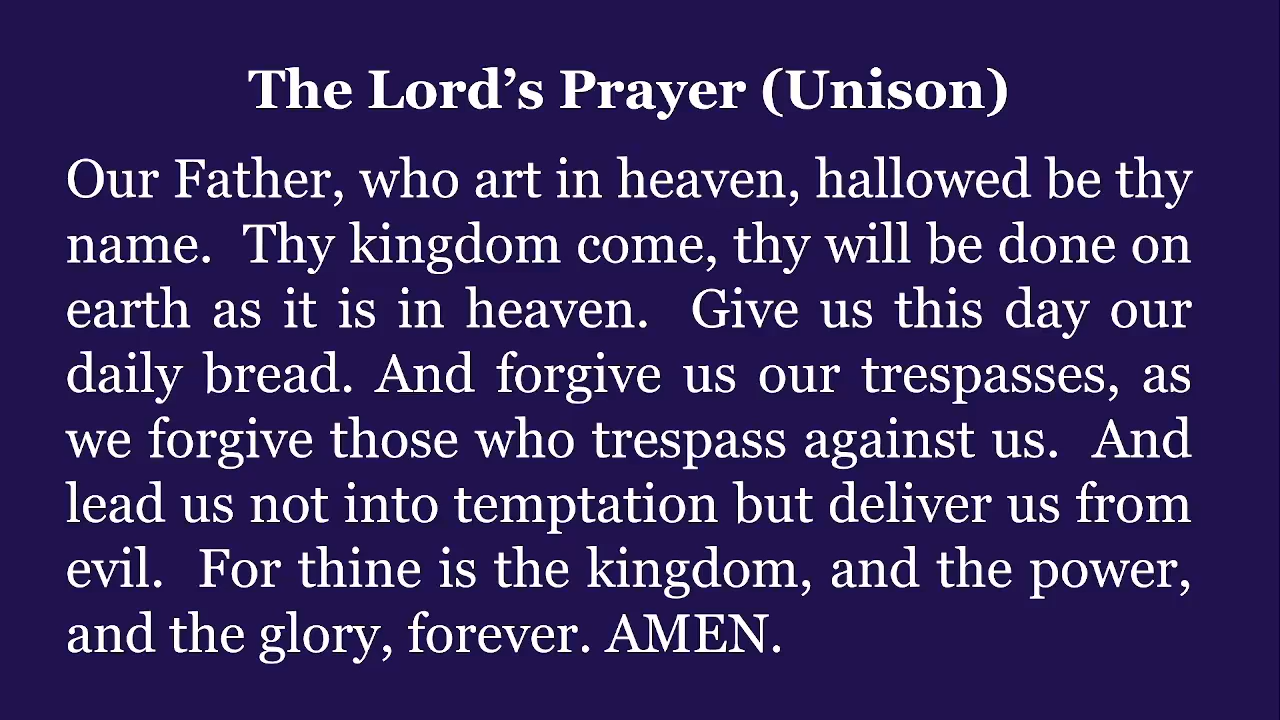 The Lord’s Prayer (Unison)
Our Father, who art in heaven, hallowed be thy
name.  Thy kingdom come, thy will be done on
earth as it is in heaven.  Give us this day our
daily bread. And forgive us our trespasses, as
we forgive those who trespass against us.  And
lead us not into temptation but deliver us from
evil.  For thine is the kingdom, and the power,
and the glory, forever. AMEN.